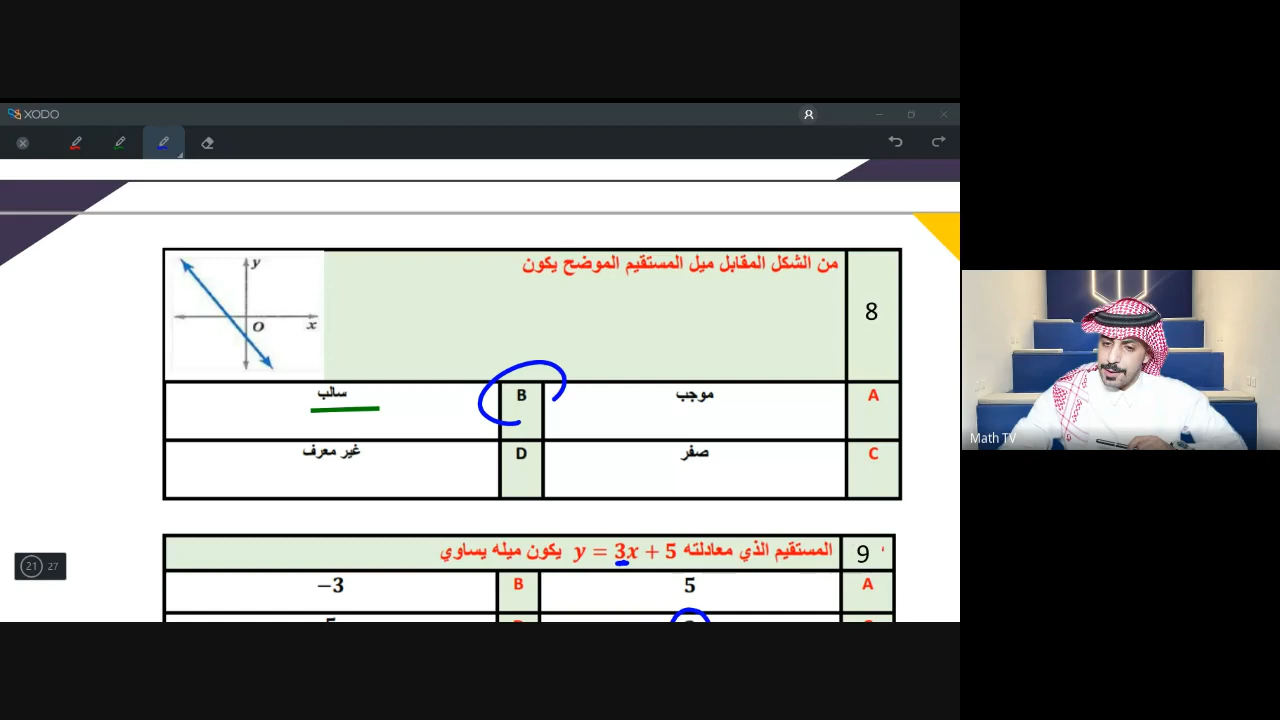 XODO
من الشكل المقابل ميل المستقيم الموضح يكون
8
y
O
x
A
موجب
B
سالب
C
صفر
D
غير معرف
9
المستقيم الذي معادلته y = 3x + 5 يكون ميله يساوي
A
5
B
−3
21 27
Math TV